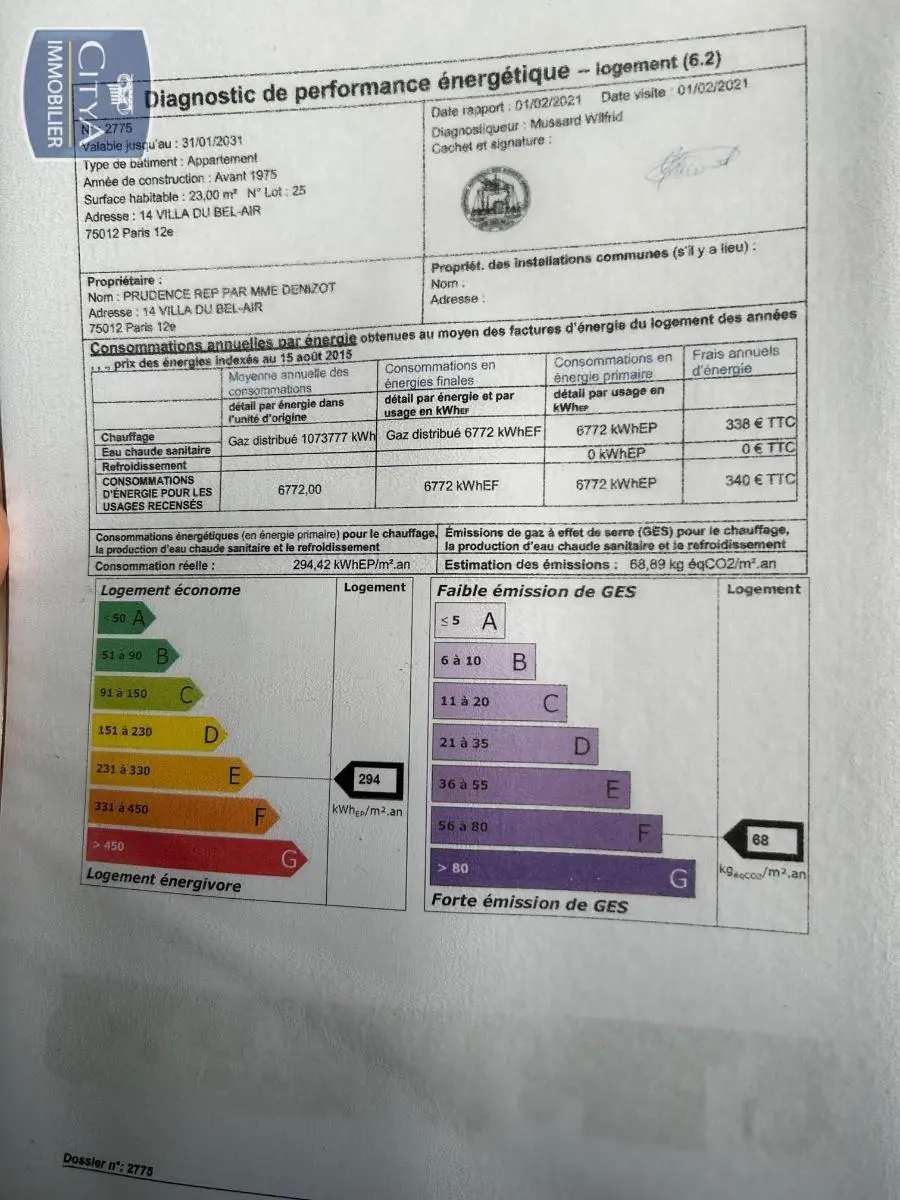 CITYA
IMMOBILIER
Diagnostic de performance énergétique – logement (6.2)
N° : 2775
Valable jusqu'au : 31/01/2031
Type de bâtiment : Appartement
Année de construction : Avant 1975
Surface habitable : 23,00 m² N° Lot : 25
Adresse : 14 VILLA DU BEL-AIR
75012 Paris 12e
Date rapport : 01/02/2021 Date visite : 01/02/2021
Diagnostiqueur : Mussard Wilfrid
Cachet et signature :
Propriétaire :
Nom : PRUDENCE REP PAR MME DENIZOT
Adresse : 14 VILLA DU BEL-AIR
75012 Paris 12e
Propriét. des installations communes (s'il y a lieu) :
Nom :
Adresse :
Consommations annuelles par énergie obtenues au moyen des factures d'énergie du logement des années
, , ,, prix des énergies indexés au 15 août 2015
Moyenne annuelle des
consommations
Consommations en
énergies finales
Consommations en
énergie primaire
Frais annuels
d'énergie
détail par énergie dans
l'unité d'origine
détail par énergie et par
usage en kWhEF
détail par usage en
kWhEP
Chauffage
Gaz distribué 1073777 kWh
Gaz distribué 6772 kWhEF
6772 kWhEP
338 € TTC
Eau chaude sanitaire
0 kWhEP
0 € TTC
Refroidissement
CONSOMMATIONS
D'ÉNERGIE POUR LES
USAGES RECENSÉS
6772,00
6772 kWhEF
6772 kWhEP
340 € TTC
Consommations énergétiques (en énergie primaire) pour le chauffage,
la production d'eau chaude sanitaire et le refroidissement
Émissions de gaz à effet de serre (GES) pour le chauffage,
la production d'eau chaude sanitaire et le refroidissement
Consommation réelle : 294,42 kWhEP/m².an
Estimation des émissions : 68,89 kg éqCO2/m².an
Logement économe
Logement
≤ 50 A
51 à 90 B
91 à 150 C
151 à 230 D
231 à 330 E
331 à 450 F
> 450 G
Logement énergivore
294
kWhEP/m².an
Faible émission de GES
Logement
≤ 5 A
6 à 10 B
11 à 20 C
21 à 35 D
36 à 55 E
56 à 80 F
> 80 G
Forte émission de GES
68
kgéqCO2/m².an
Dossier n°: 2775